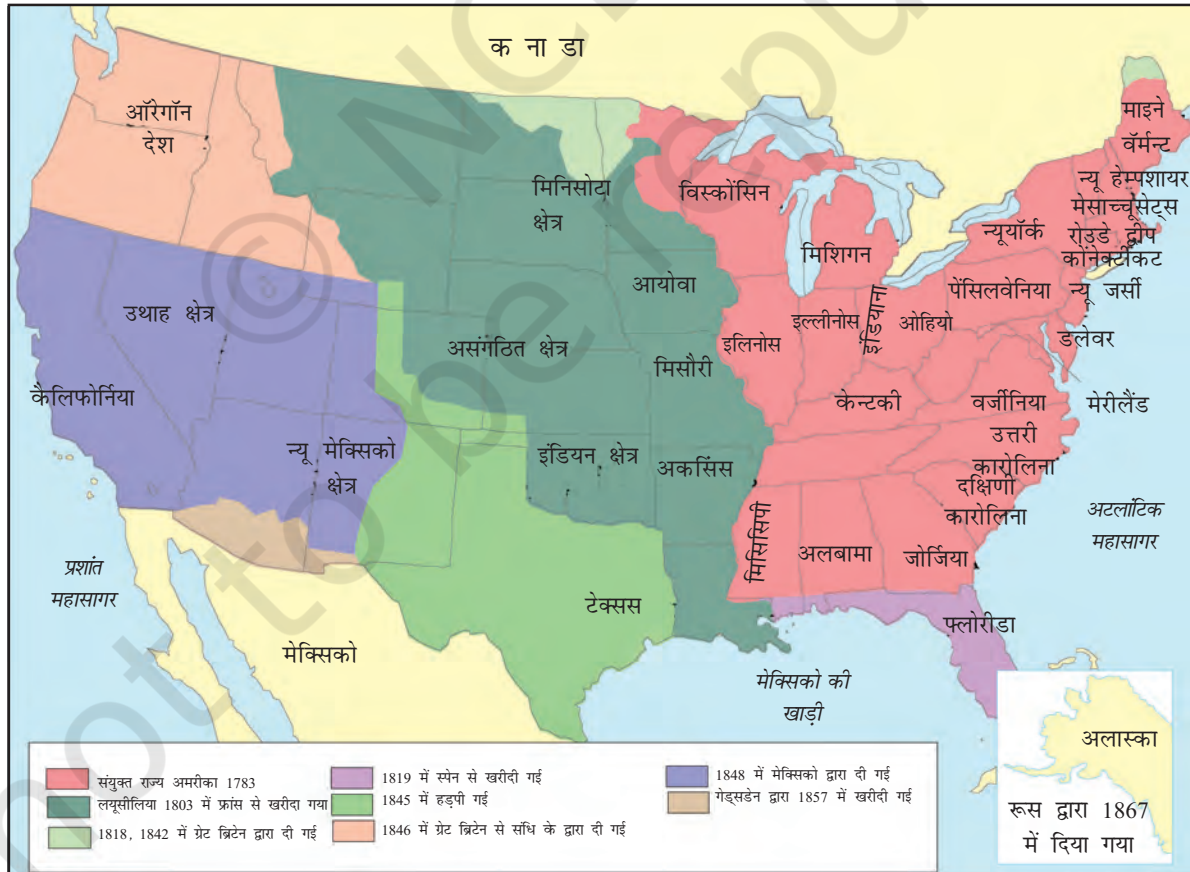 क ना डा
ऑरेगॉन
देश
माइने
वॅर्मन्ट
न्यू हेम्पशायर
मेसाच्चूसेट्स
रोउडे द्वीप
कोनेक्टीकट
न्यूयॉर्क
विस्कोंसिन
मिनिसोटा
क्षेत्र
मिशिगन
आयोवा
पेंसिलवेनिया
न्यू जर्सी
उथाह क्षेत्र
असंगठित क्षेत्र
इलिनोस
इल्लीनोस
इंडियाना
ओहियो
डलेवर
मिसौरी
कैलिफोर्निया
केन्टकी
वर्जीनिया
मेरीलैंड
न्यू मेक्सिको
क्षेत्र
इंडियन क्षेत्र
अकसिंस
उत्तरी
कारोलिना
दक्षिणी
कारोलिना
मिसिसिपी
अलबामा
जोर्जिया
अटलांटिक
महासागर
प्रशांत
महासागर
टेक्सस
फ्लोरीडा
मेक्सिको
मेक्सिको की
खाड़ी
अलास्का
रूस द्वारा 1867
में दिया गया
संयुक्त राज्य अमरीका 1783
लयूसीलिया 1803 में फ्रांस से खरीदा गया
1818, 1842 में ग्रेट ब्रिटेन द्वारा दी गई
1819 में स्पेन से खरीदी गई
1845 में हड़पी गई
1846 में ग्रेट ब्रिटेन से संधि के द्वारा दी गई
1848 में मेक्सिको द्वारा दी गई
गेड्सडेन द्वारा 1857 में खरीदी गई